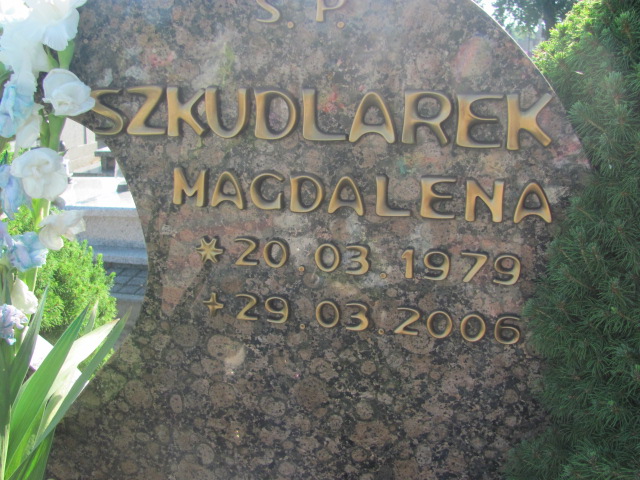 Ś. P.
SZKUDLAREK
MAGDALENA
* 20. 03. 1979
+ 29 03. 2006